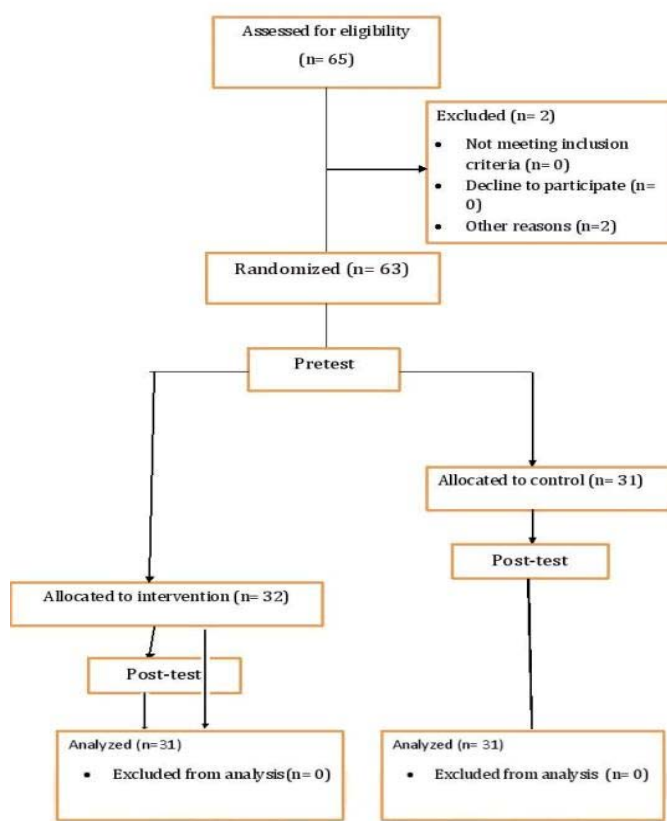 Assessed for eligibility
(n= 65)
Excluded (n= 2)
• Not meeting inclusion
criteria (n= 0)
• Decline to participate (n=
0)
• Other reasons (n=2)
Randomized (n= 63)
Pretest
Allocated to control (n= 31)
Post-test
Allocated to intervention (n= 32)
Post-test
Analyzed (n=31)
• Excluded from analysis(n= 0)
Analyzed (n= 31)
• Excluded from analysis (n= 0)